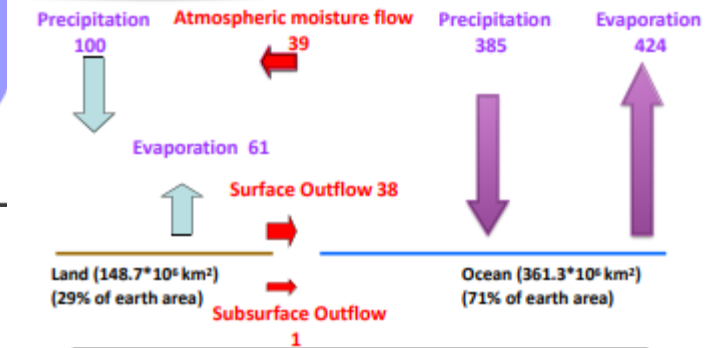 Precipitation
100
Atmospheric moisture flow
39
Precipitation
385
Evaporation
424
Evaporation 61
Surface Outflow 38
Land (148.7*10⁶ km²)
(29% of earth area)
Ocean (361.3*10⁶ km²)
(71% of earth area)
Subsurface Outflow
1